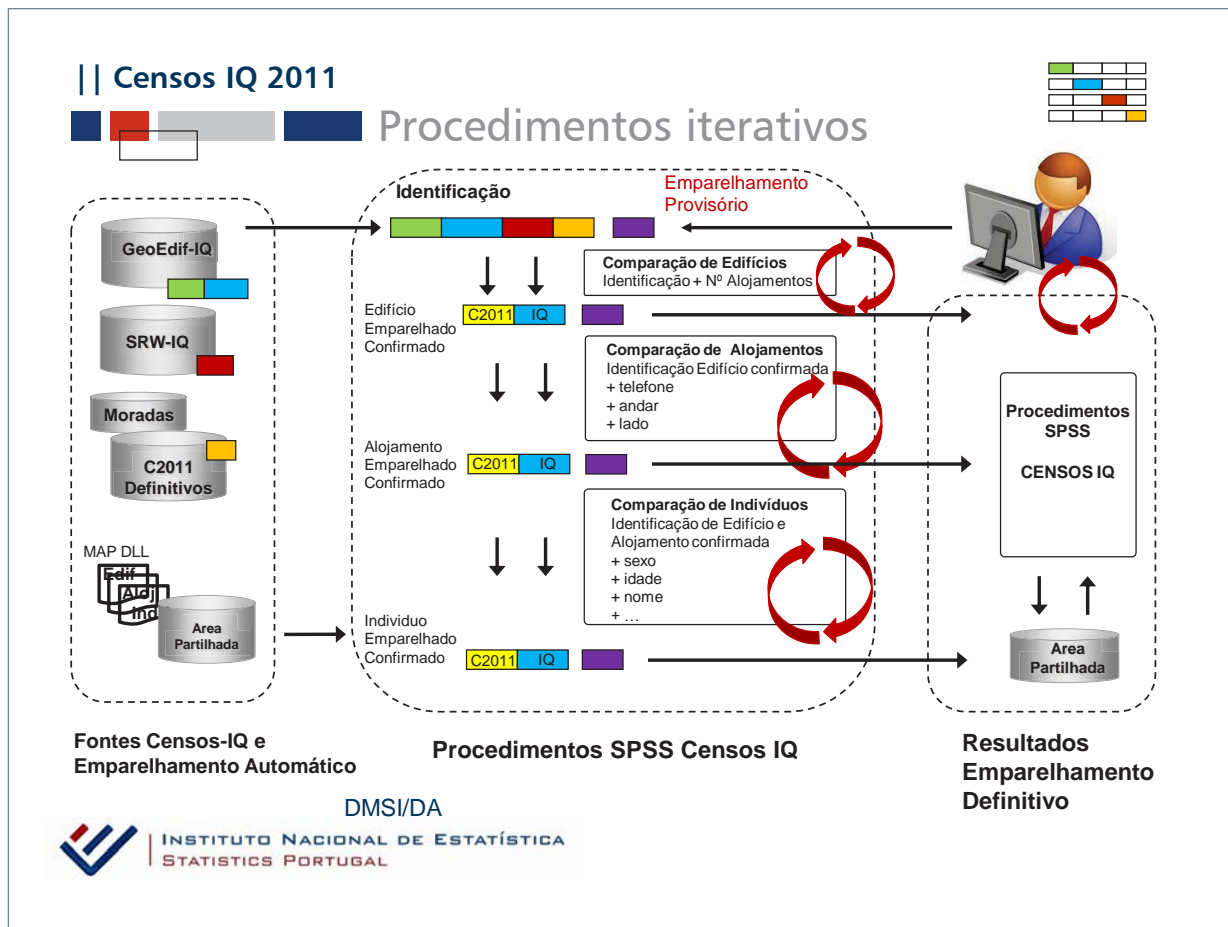 || Censos IQ 2011
Procedimentos iterativos
GeoEdif-IQ
SRW-IQ
Moradas
C2011
Definitivos
MAP DLL
Edif
Aloj
Ind
Area
Partilhada
Fontes Censos-IQ e
Emparelhamento Automático
Identificação
Emparelhamento
Provisório
Comparação de Edifícios
Identificação + Nº Alojamentos
Edifício
Emparelhado
Confirmado
C2011
IQ
Comparação de Alojamentos
Identificação Edifício confirmada
+ telefone
+ andar
+ lado
Alojamento
Emparelhado
Confirmado
C2011
IQ
Comparação de Indivíduos
Identificação de Edifício e
Alojamento confirmada
+ sexo
+ idade
+ nome
+ ...
Individuo
Emparelhado
Confirmado
C2011
IQ
Procedimentos SPSS Censos IQ
Procedimentos
SPSS
CENSOS IQ
Area
Partilhada
Resultados
Emparelhamento
Definitivo
DMSI/DA
INSTITUTO NACIONAL DE ESTATÍSTICA
STATISTICS PORTUGAL